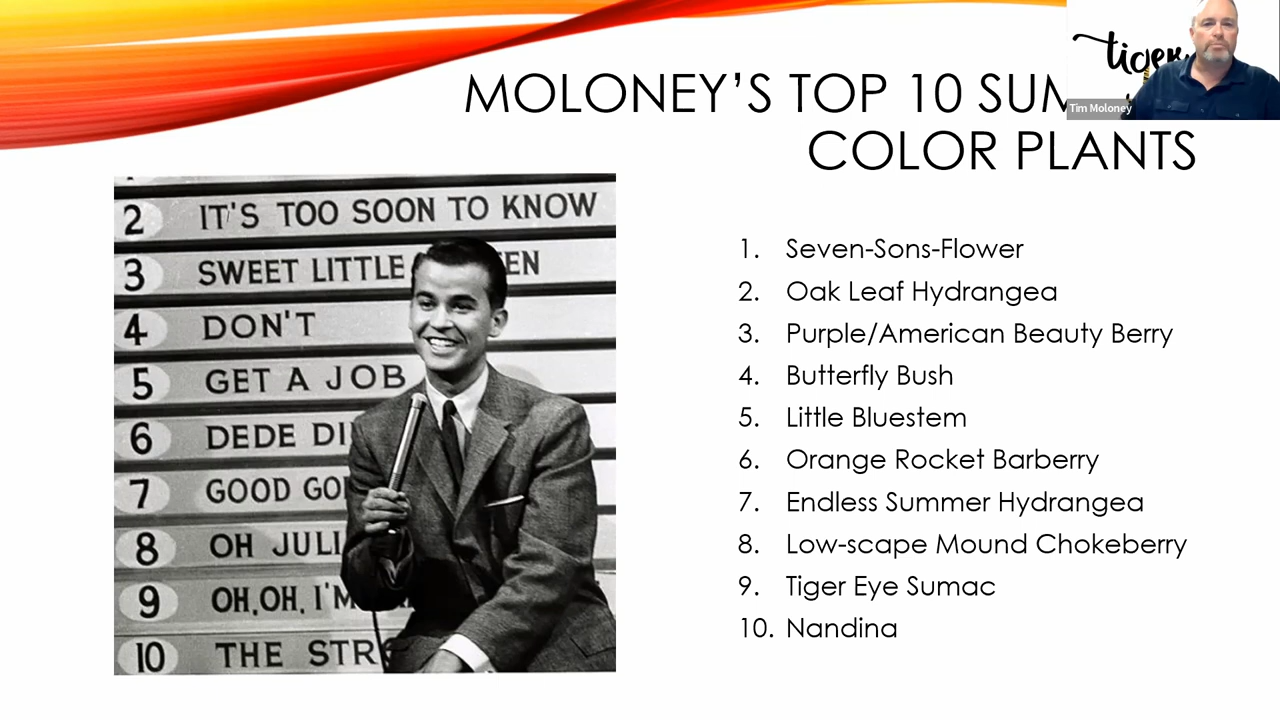 MOLONEY'S TOP 10
COLOR PLANTS
Tim Moloney
2 IT'S TOO SOON TO KNOW
3 SWEET LITTLE
4 DON'T
5 GET A JOB
6 DEDE
7 GOOD
8 OH
9 OH, OH, I'M
10 THE
1. Seven-Sons-Flower
2. Oak Leaf Hydrangea
3. Purple/American Beauty Berry
4. Butterfly Bush
5. Little Bluestem
6. Orange Rocket Barberry
7. Endless Summer Hydrangea
8. Low-scape Mound Chokeberry
9. Tiger Eye Sumac
10. Nandina